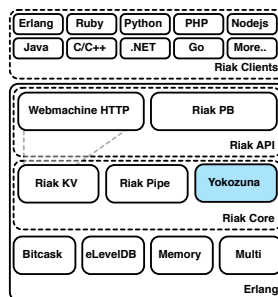 Erlang Ruby Python PHP Nodejs
Java C/C++ .NET Go More..
Riak Clients
Webmachine HTTP Riak PB
Riak API
Riak KV Riak Pipe Yokozuna
Riak Core
Bitcask eLevelDB Memory Multi
Erlang